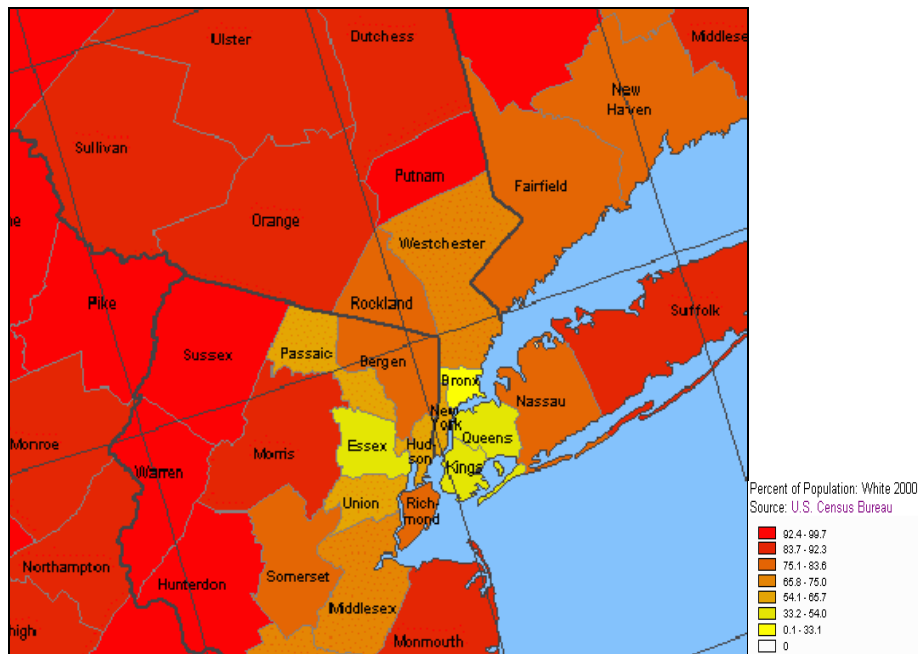 Ulster
Dutchess
Middlese
New
Haven
Sullivan
Putnam
Fairfield
Orange
Westchester
ne
Pike
Rockland
Suffolk
Sussex
Passaic
Bergen
Bronx
Nassau
New
York
Monroe
Essex
Hud
son
Queens
Warren
Morris
Kings
Union
Rich-
mond
Northampton
Hunterdon
Somerset
Middlesex
high
Monmouth
Percent of Population: White 2000
Source: U.S. Census Bureau
92.4 - 99.7
83.7 - 92.3
75.1 - 83.6
65.8 - 75.0
54.1 - 65.7
33.2 - 54.0
0.1 - 33.1
0